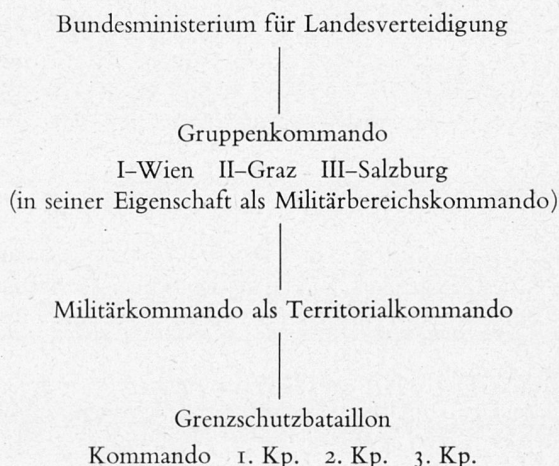 Bundesministerium für Landesverteidigung
Gruppenkommando
I–Wien II–Graz III–Salzburg
(in seiner Eigenschaft als Militärbereichskommando)
Militärkommando als Territorialkommando
Grenzschutzbataillon
Kommando 1. Kp. 2. Kp. 3. Kp.